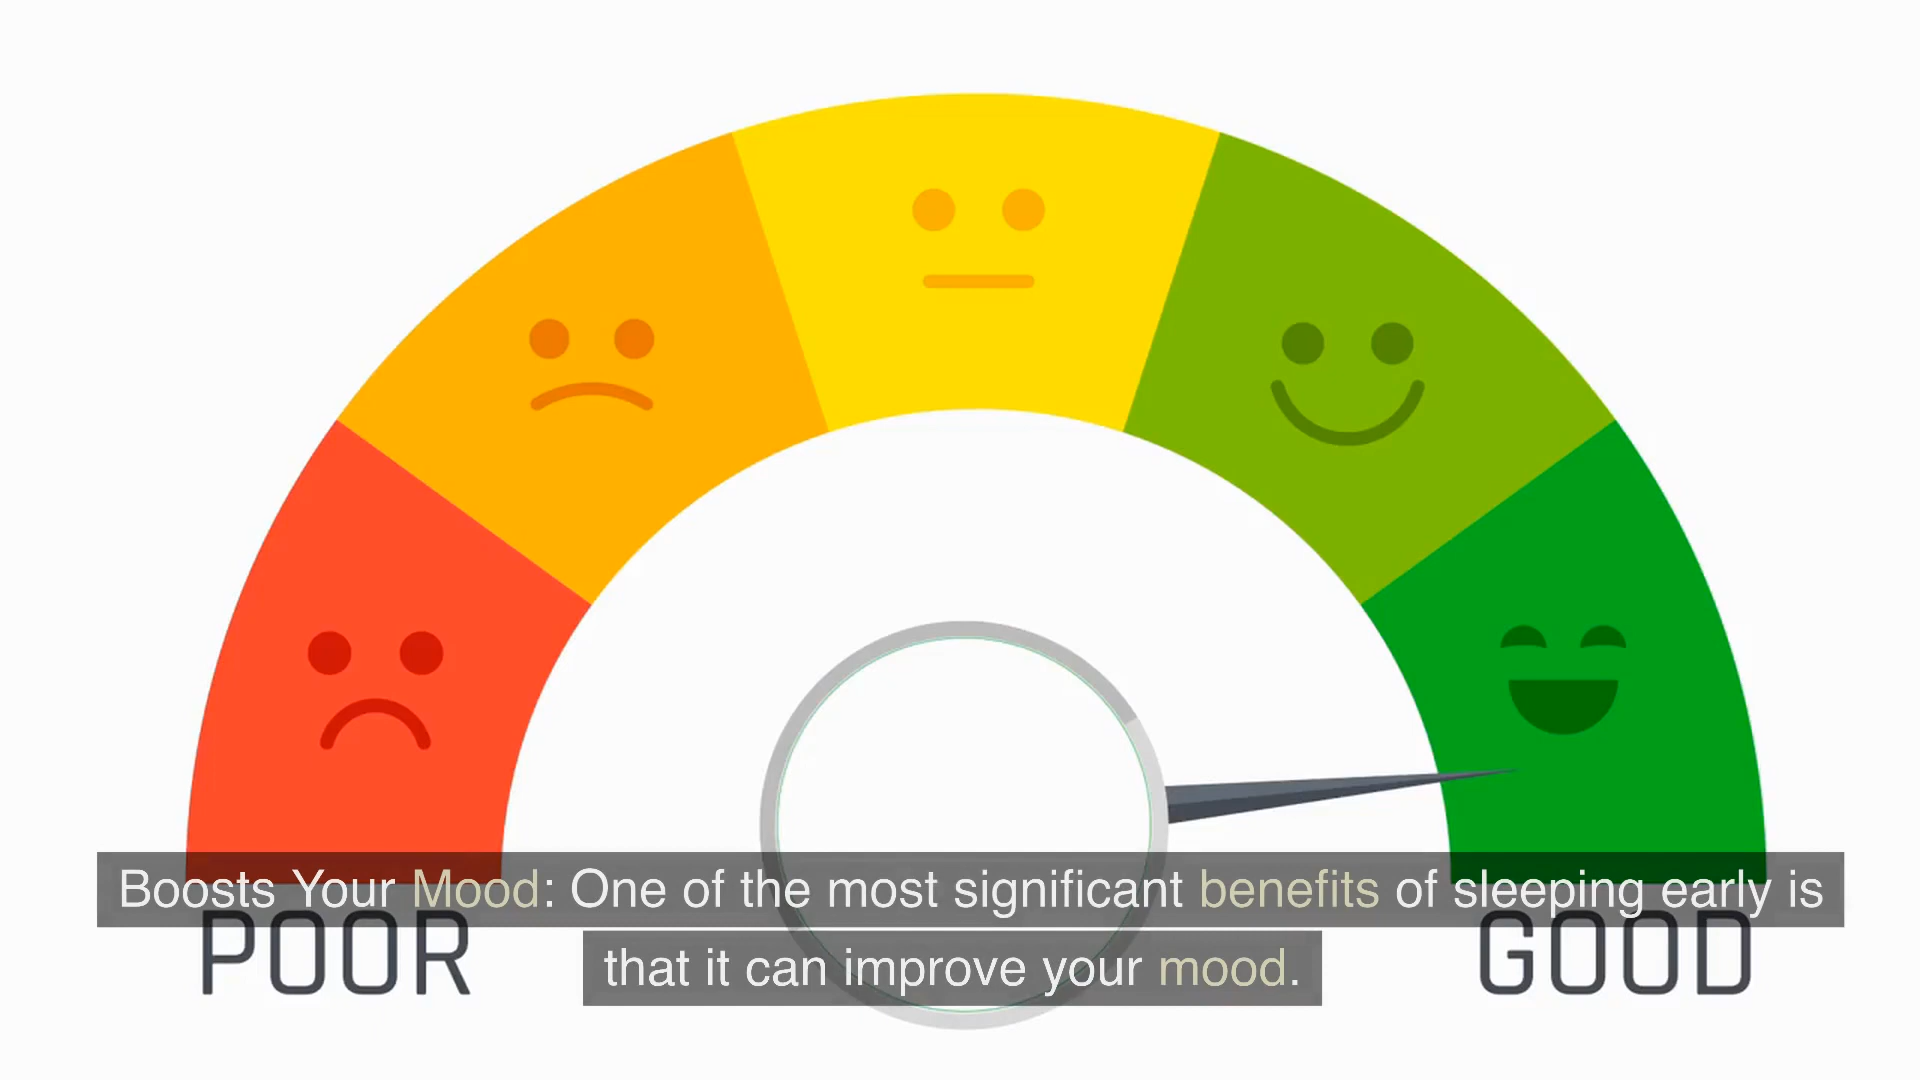 Boosts Your Mood: One of the most significant benefits of sleeping early is
that it can improve your mood.
POOR
GOOD